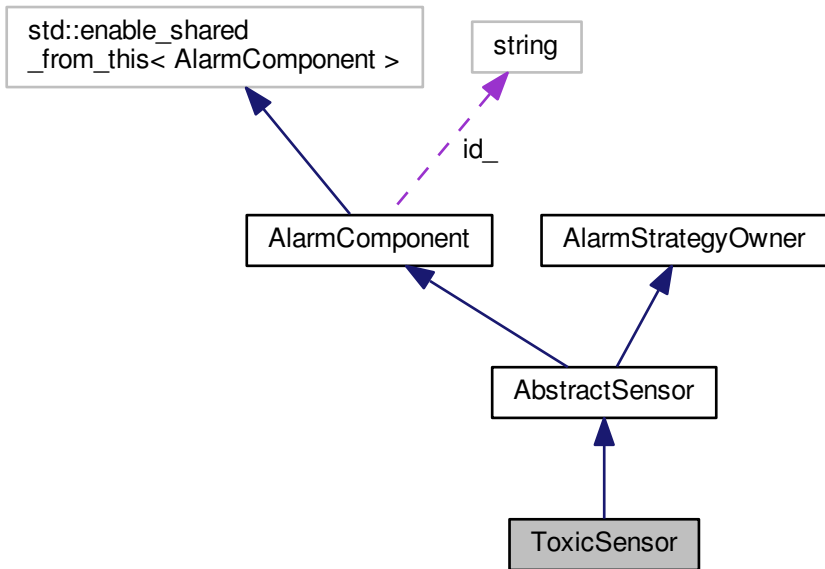 std::enable_shared
_from_this< AlarmComponent >
string
id_
AlarmComponent
AlarmStrategyOwner
AbstractSensor
ToxicSensor